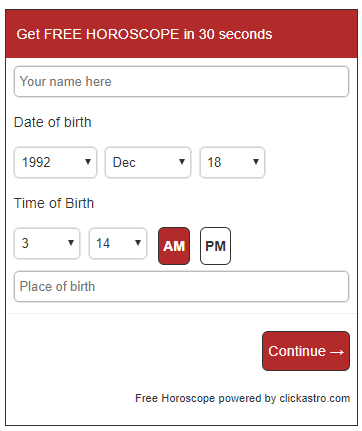 Get FREE HOROSCOPE in 30 seconds
Your name here
Date of birth
1992 Dec 18
Time of Birth
3 14 AM PM
Place of birth
Continue →
Free Horoscope powered by clickastro.com